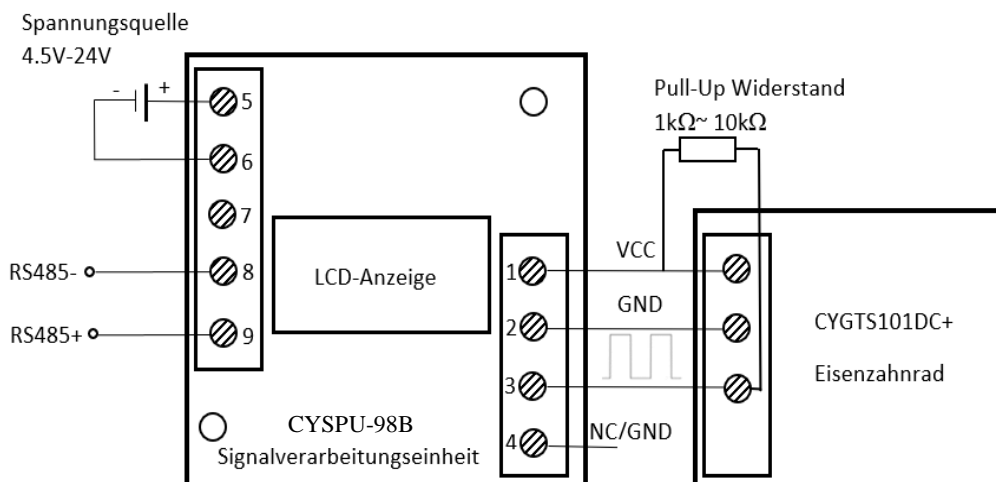 Spannungsquelle
4.5V-24V
- +
5
6
7
8
9
RS485-
RS485+
LCD-Anzeige
CYSPU-98B
Signalverarbeitungseinheit
1
2
3
4
VCC
GND
NC/GND
Pull-Up Widerstand
1kΩ~ 10kΩ
CYGTS101DC+
Eisenzahnrad